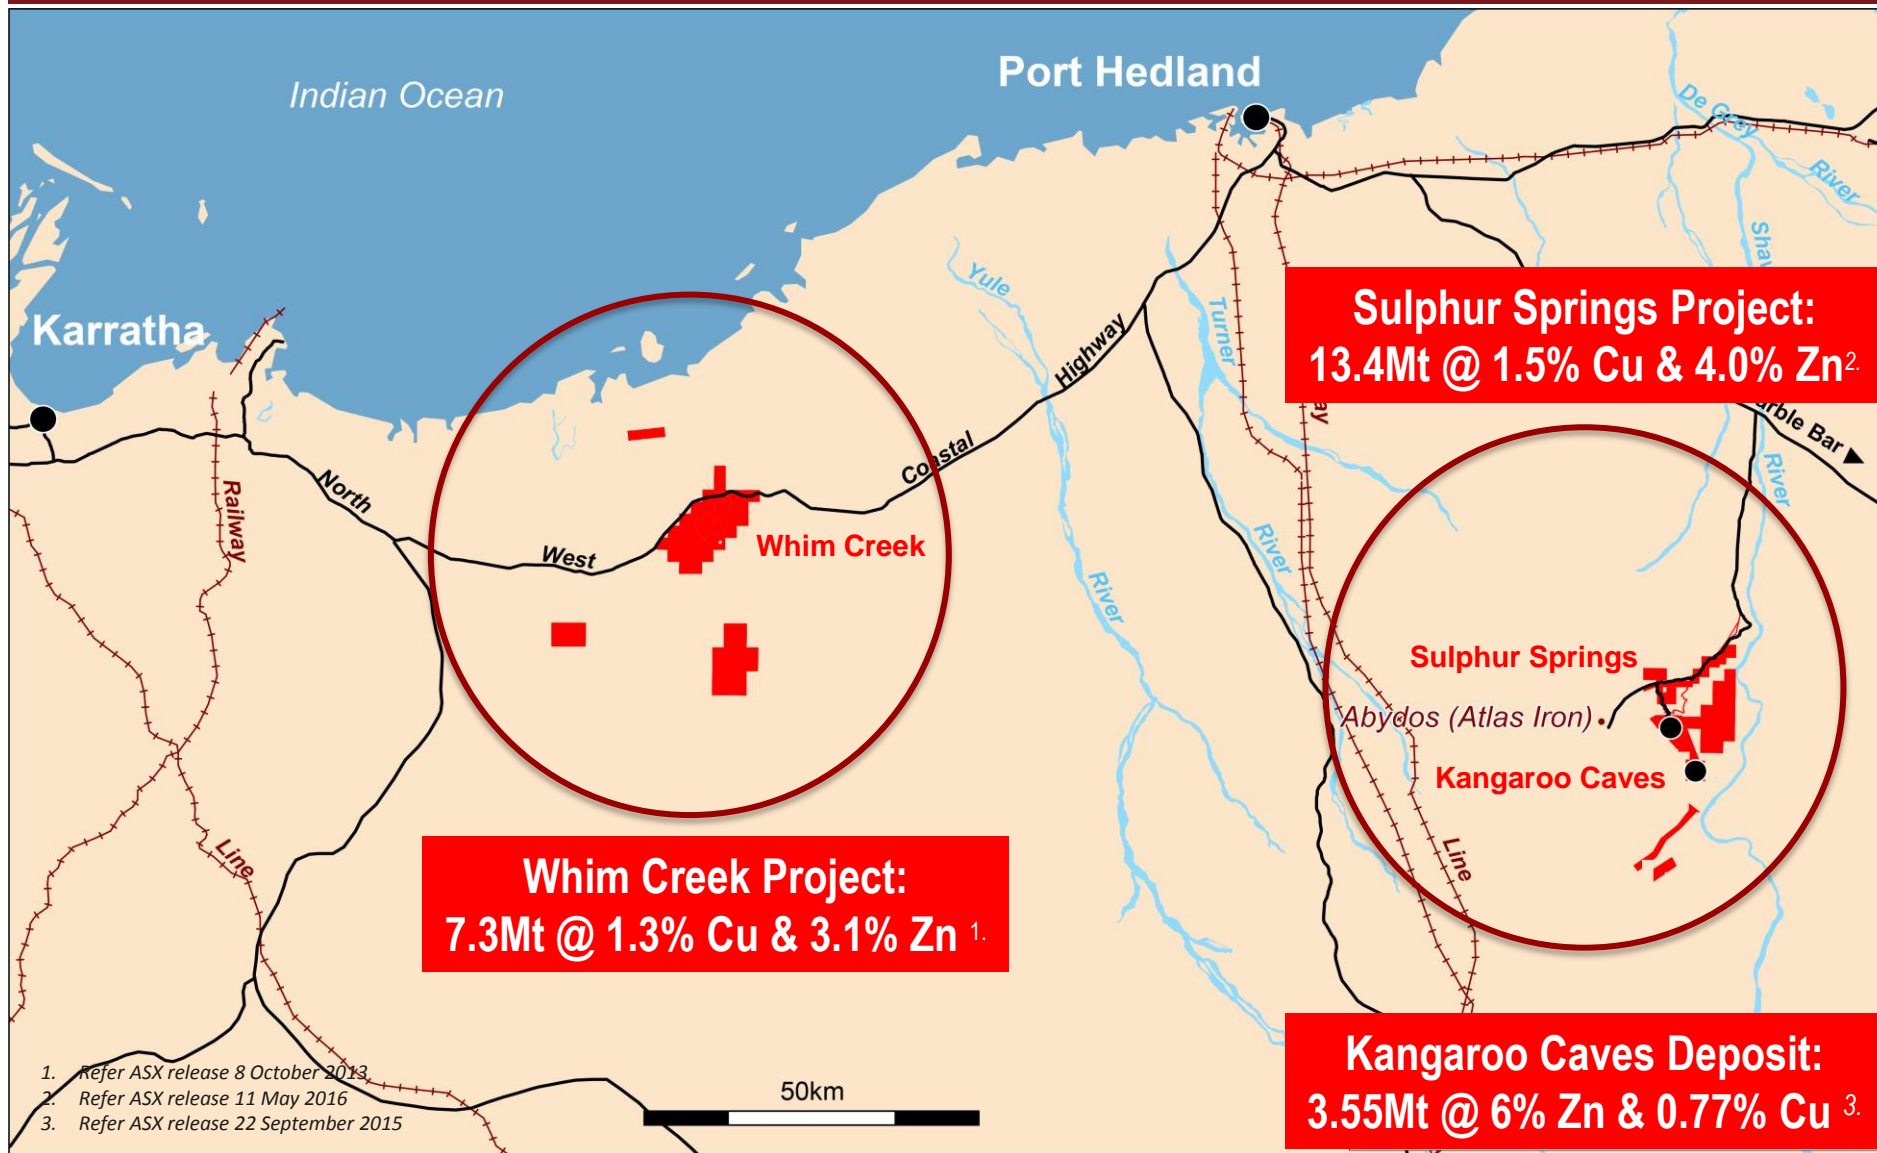 Indian Ocean
Port Hedland
De Grey
River
Karratha
Yule
Turner
Sulphur Springs Project:
13.4Mt @ 1.5% Cu & 4.0% Zn2.
Highway
Coastal
Bar
River
Railway
North
West
Whim Creek
River
River
Sulphur Springs
Abydos (Atlas Iron)
Kangaroo Caves
Line
Line
Whim Creek Project:
7.3Mt @ 1.3% Cu & 3.1% Zn 1.
Kangaroo Caves Deposit:
3.55Mt @ 6% Zn & 0.77% Cu 3.
1. Refer ASX release 8 October 2013
2. Refer ASX release 11 May 2016
3. Refer ASX release 22 September 2015
50km